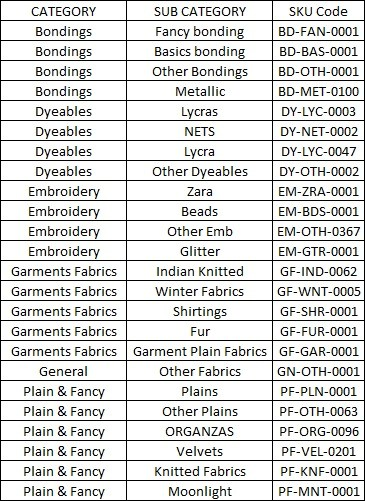 CATEGORY SUB CATEGORY SKU Code
Bondings Fancy bonding BD-FAN-0001
Bondings Basics bonding BD-BAS-0001
Bondings Other Bondings BD-OTH-0001
Bondings Metallic BD-MET-0100
Dyeables Lycras DY-LYC-0003
Dyeables NETS DY-NET-0002
Dyeables Lycra DY-LYC-0047
Dyeables Other Dyeables DY-OTH-0002
Embroidery Zara EM-ZRA-0001
Embroidery Beads EM-BDS-0001
Embroidery Other Emb EM-OTH-0367
Embroidery Glitter EM-GTR-0001
Garments Fabrics Indian Knitted GF-IND-0062
Garments Fabrics Winter Fabrics GF-WNT-0005
Garments Fabrics Shirtings GF-SHR-0001
Garments Fabrics Fur GF-FUR-0001
Garments Fabrics Garment Plain Fabrics GF-GAR-0001
General Other Fabrics GN-OTH-0001
Plain & Fancy Plains PF-PLN-0001
Plain & Fancy Other Plains PF-OTH-0063
Plain & Fancy ORGANZAS PF-ORG-0096
Plain & Fancy Velvets PF-VEL-0201
Plain & Fancy Knitted Fabrics PF-KNF-0001
Plain & Fancy Moonlight PF-MNT-0001